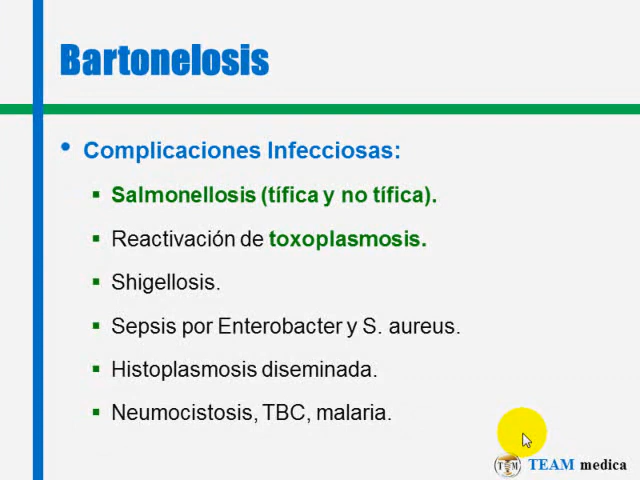 Bartonelosis
• Complicaciones Infecciosas:
▪ Salmonellosis (tífica y no tífica).
▪ Reactivación de toxoplasmosis.
▪ Shigellosis.
▪ Sepsis por Enterobacter y S. aureus.
▪ Histoplasmosis diseminada.
▪ Neumocistosis, TBC, malaria.
TM TEAM medica